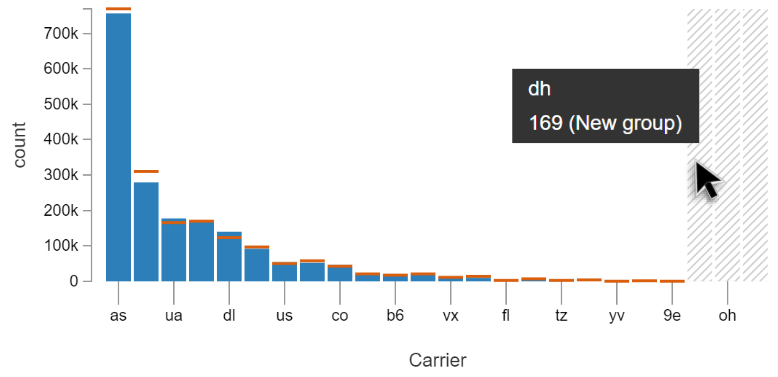 700k
600k
500k
400k
300k
200k
100k
0
count
dh
169 (New group)
as ua dl us co b6 vx fl tz yv 9e oh
Carrier